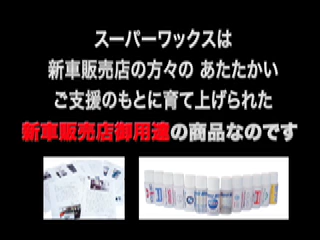 スーパーワックスは
新車販売店の方々の あたたかい
ご支援のもとに育て上げられた
新車販売店御用達の商品なのです